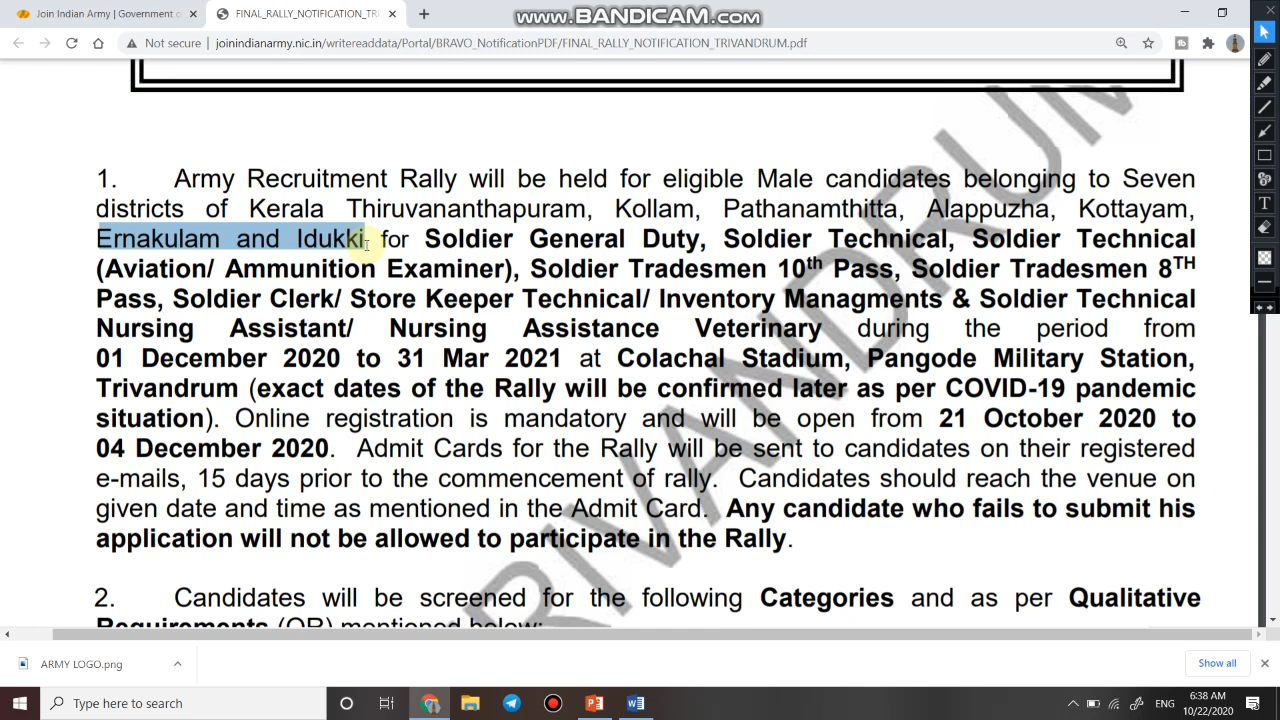 Join Indian Army | Government o
FINAL_RALLY_NOTIFICATION_TRI
www.BANDICAM.com
Not secure | joinindianarmy.nic.in/writereaddata/Portal/BRAVO_NotificationPDF/FINAL_RALLY_NOTIFICATION_TRIVANDRUM.pdf
1. Army Recruitment Rally will be held for eligible Male candidates belonging to Seven
districts of Kerala Thiruvananthapuram, Kollam, Pathanamthitta, Alappuzha, Kottayam,
Ernakulam and Idukki for Soldier General Duty, Soldier Technical, Soldier Technical
(Aviation/ Ammunition Examiner), Soldier Tradesmen 10th Pass, Soldier Tradesmen 8TH
Pass, Soldier Clerk/ Store Keeper Technical/ Inventory Managments & Soldier Technical
Nursing Assistant/ Nursing Assistance Veterinary during the period from
01 December 2020 to 31 Mar 2021 at Colachal Stadium, Pangode Military Station,
Trivandrum (exact dates of the Rally will be confirmed later as per COVID-19 pandemic
situation). Online registration is mandatory and will be open from 21 October 2020 to
04 December 2020. Admit Cards for the Rally will be sent to candidates on their registered
e-mails, 15 days prior to the commencement of rally. Candidates should reach the venue on
given date and time as mentioned in the Admit Card. Any candidate who fails to submit his
application will not be allowed to participate in the Rally.
2. Candidates will be screened for the following Categories and as per Qualitative
Requirements (QR) mentioned below:
RIVANDRUM
ARMY LOGO.png
Show all
Type here to search
ENG
6:38 AM
10/22/2020